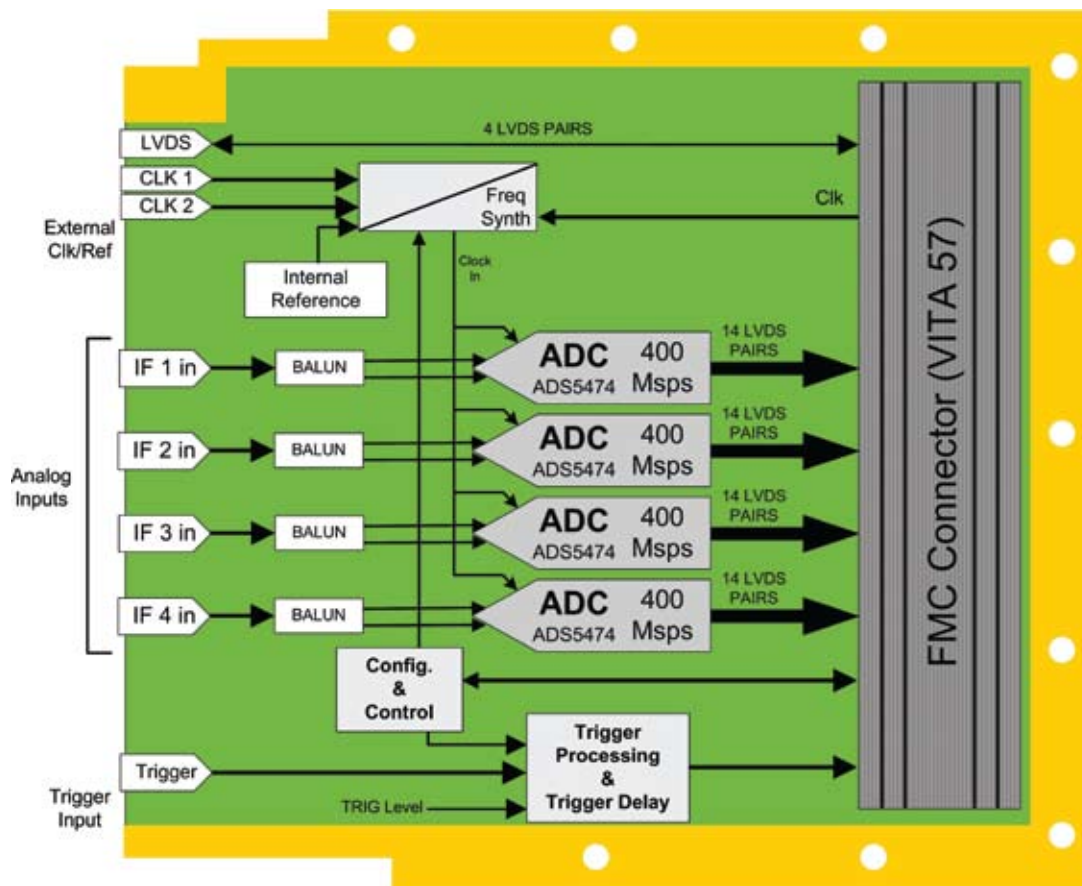 4 LVDS PAIRS
LVDS
CLK 1
CLK 2
External
Clk/Ref
Freq
Synth
Clk
Internal
Reference
Clock
In
Analog
Inputs
IF 1 in
BALUN
ADC
ADS5474
400
Msps
14 LVDS
PAIRS
IF 2 in
BALUN
ADC
ADS5474
400
Msps
14 LVDS
PAIRS
IF 3 in
BALUN
ADC
ADS5474
400
Msps
14 LVDS
PAIRS
IF 4 in
BALUN
ADC
ADS5474
400
Msps
14 LVDS
PAIRS
Config.
&
Control
Trigger
Trigger
Input
TRIG Level
Trigger
Processing
&
Trigger Delay
FMC Connector (VITA 57)